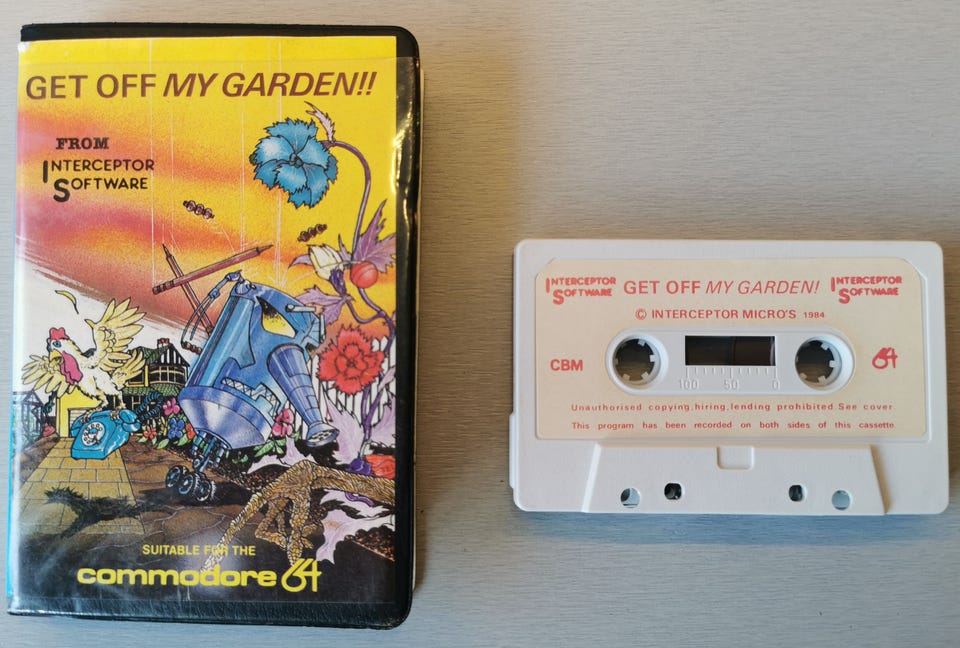 GET OFF MY GARDEN!!
FROM
INTERCEPTOR
SOFTWARE
SUITABLE FOR THE
commodore 64
INTERCEPTOR
SOFTWARE
GET OFF MY GARDEN!
INTERCEPTOR
SOFTWARE
© INTERCEPTOR MICRO'S 1984
CBM
64
100 50 0
Unauthorised copying,hiring,lending prohibited.See cover
This program has been recorded on both sides of this cassette